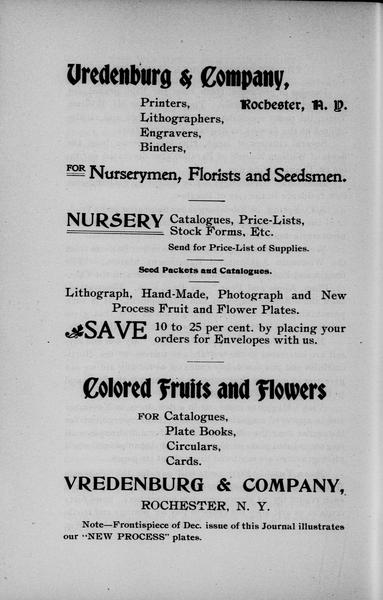 Vredenburg & Company,
Printers, Rochester, N. Y.
Lithographers,
Engravers,
Binders,
FOR Nurserymen, Florists and Seedsmen.
NURSERY Catalogues, Price-Lists,
Stock Forms, Etc.
Send for Price-List of Supplies.
Seed Packets and Catalogues.
Lithograph, Hand-Made, Photograph and New
Process Fruit and Flower Plates.
SAVE 10 to 25 per cent. by placing your
orders for Envelopes with us.
Colored Fruits and Flowers
FOR Catalogues,
Plate Books,
Circulars,
Cards.
VREDENBURG & COMPANY,
ROCHESTER, N. Y.
Note—Frontispiece of Dec. issue of this Journal illustrates
our "NEW PROCESS" plates.